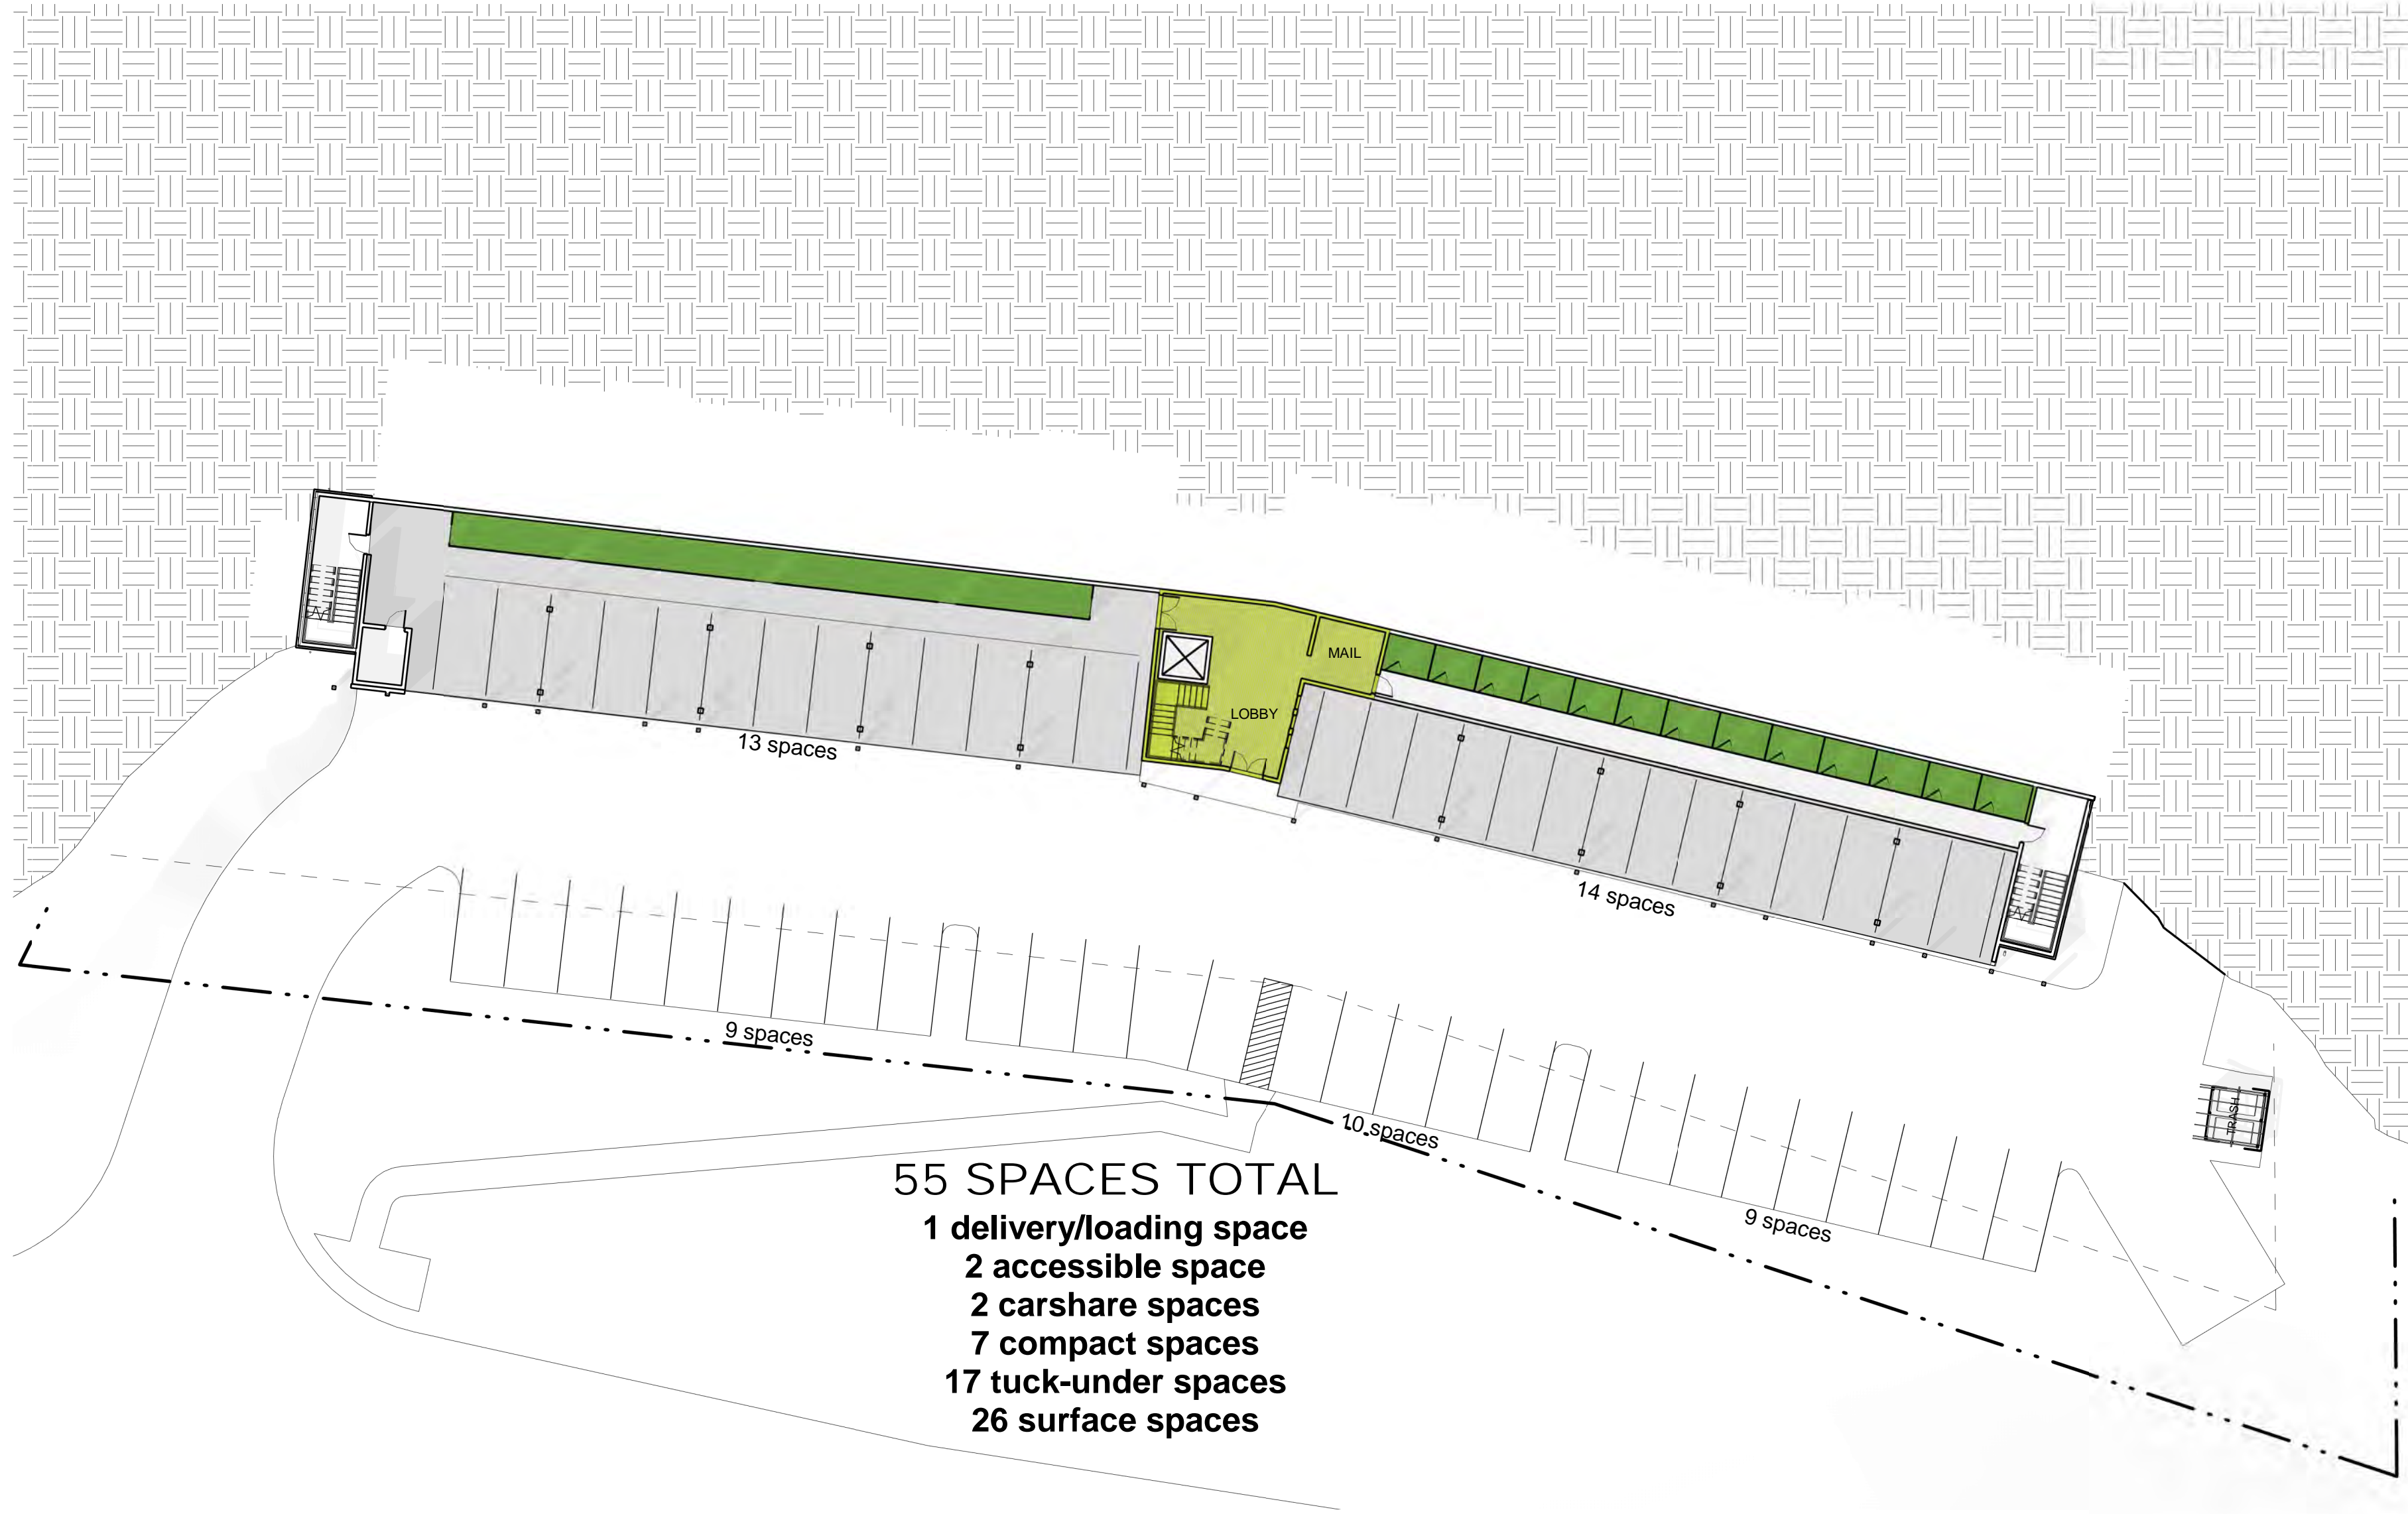 MAIL
LOBBY
13 spaces
14 spaces
9 spaces
10 spaces
TRASH
9 spaces
55 SPACES TOTAL
1 delivery/loading space
2 accessible space
2 carshare spaces
7 compact spaces
17 tuck-under spaces
26 surface spaces